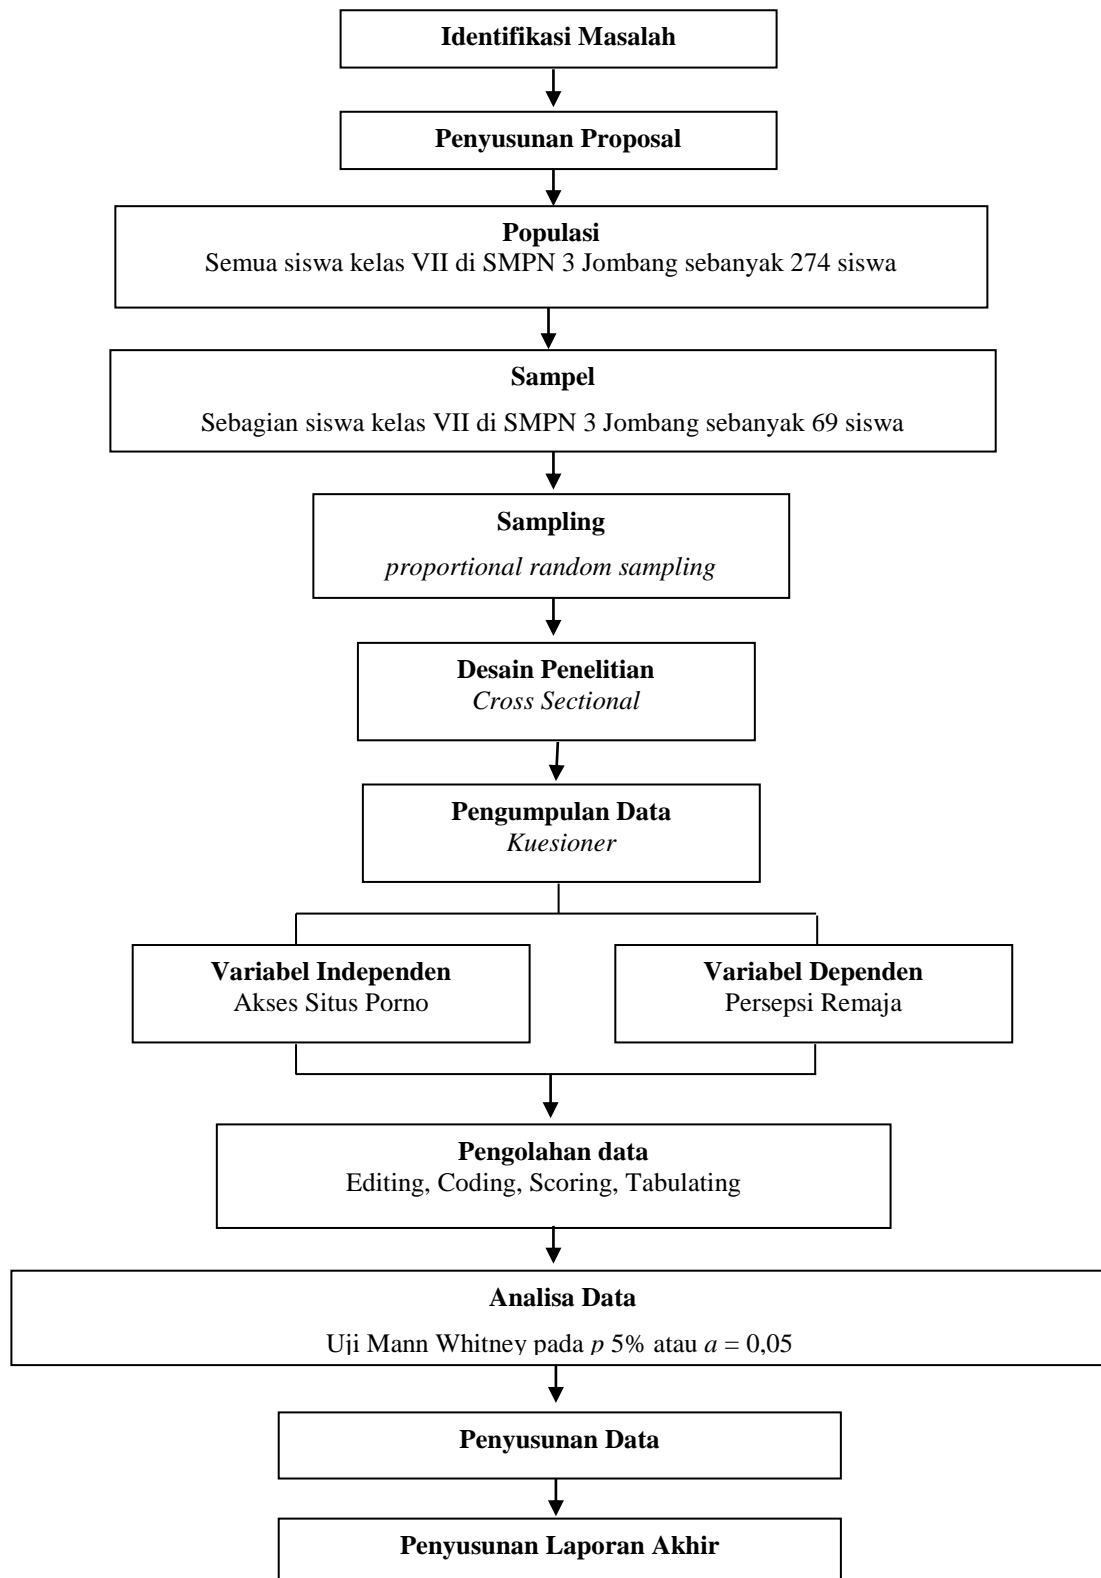 Identifikasi Masalah
Penyusunan Proposal
Populasi
Semua siswa kelas VII di SMPN 3 Jombang sebanyak 274 siswa
Sampel
Sebagian siswa kelas VII di SMPN 3 Jombang sebanyak 69 siswa
Sampling
proportional random sampling
Desain Penelitian
Cross Sectional
Pengumpulan Data
Kuesioner
Variabel Independen
Akses Situs Porno
Variabel Dependen
Persepsi Remaja
Pengolahan data
Editing, Coding, Scoring, Tabulating
Analisa Data
Uji Mann Whitney pada p 5% atau a = 0,05
Penyusunan Data
Penyusunan Laporan Akhir